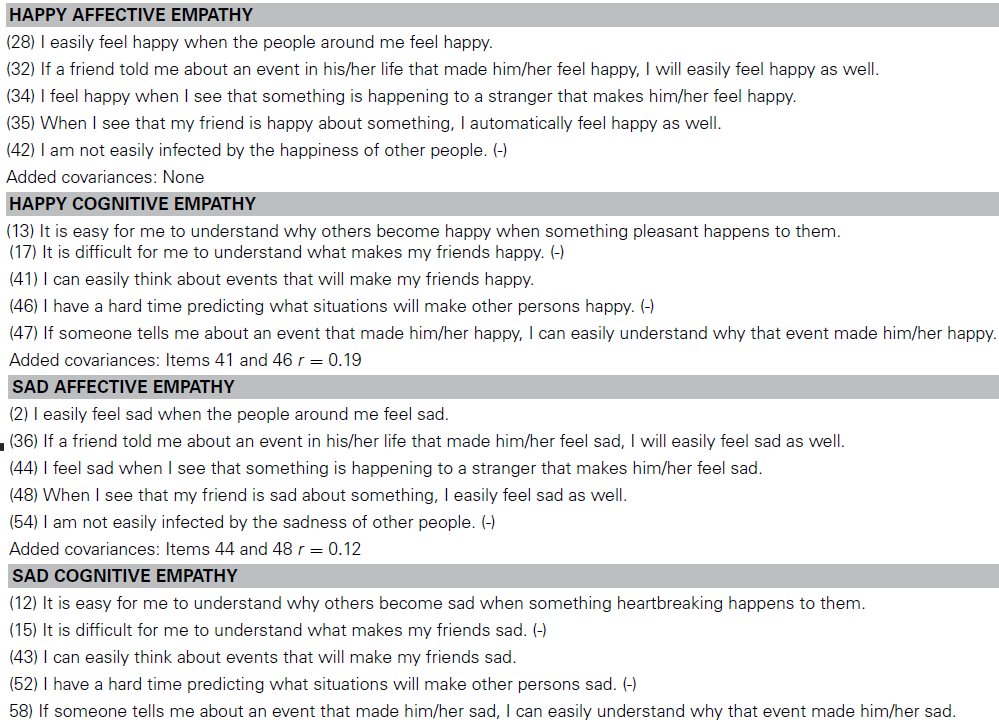 HAPPY AFFECTIVE EMPATHY
(28) I easily feel happy when the people around me feel happy.
(32) If a friend told me about an event in his/her life that made him/her feel happy, I will easily feel happy as well.
(34) I feel happy when I see that something is happening to a stranger that makes him/her feel happy.
(35) When I see that my friend is happy about something, I automatically feel happy as well.
(42) I am not easily infected by the happiness of other people. (-)
Added covariances: None
HAPPY COGNITIVE EMPATHY
(13) It is easy for me to understand why others become happy when something pleasant happens to them.
(17) It is difficult for me to understand what makes my friends happy. (-)
(41) I can easily think about events that will make my friends happy.
(46) I have a hard time predicting what situations will make other persons happy. (-)
(47) If someone tells me about an event that made him/her happy, I can easily understand why that event made him/her happy.
Added covariances: Items 41 and 46 r = 0.19
SAD AFFECTIVE EMPATHY
(2) I easily feel sad when the people around me feel sad.
(36) If a friend told me about an event in his/her life that made him/her feel sad, I will easily feel sad as well.
(44) I feel sad when I see that something is happening to a stranger that makes him/her feel sad.
(48) When I see that my friend is sad about something, I easily feel sad as well.
(54) I am not easily infected by the sadness of other people. (-)
Added covariances: Items 44 and 48 r = 0.12
SAD COGNITIVE EMPATHY
(12) It is easy for me to understand why others become sad when something heartbreaking happens to them.
(15) It is difficult for me to understand what makes my friends sad. (-)
(43) I can easily think about events that will make my friends sad.
(52) I have a hard time predicting what situations will make other persons sad. (-)
58) If someone tells me about an event that made him/her sad, I can easily understand why that event made him/her sad.